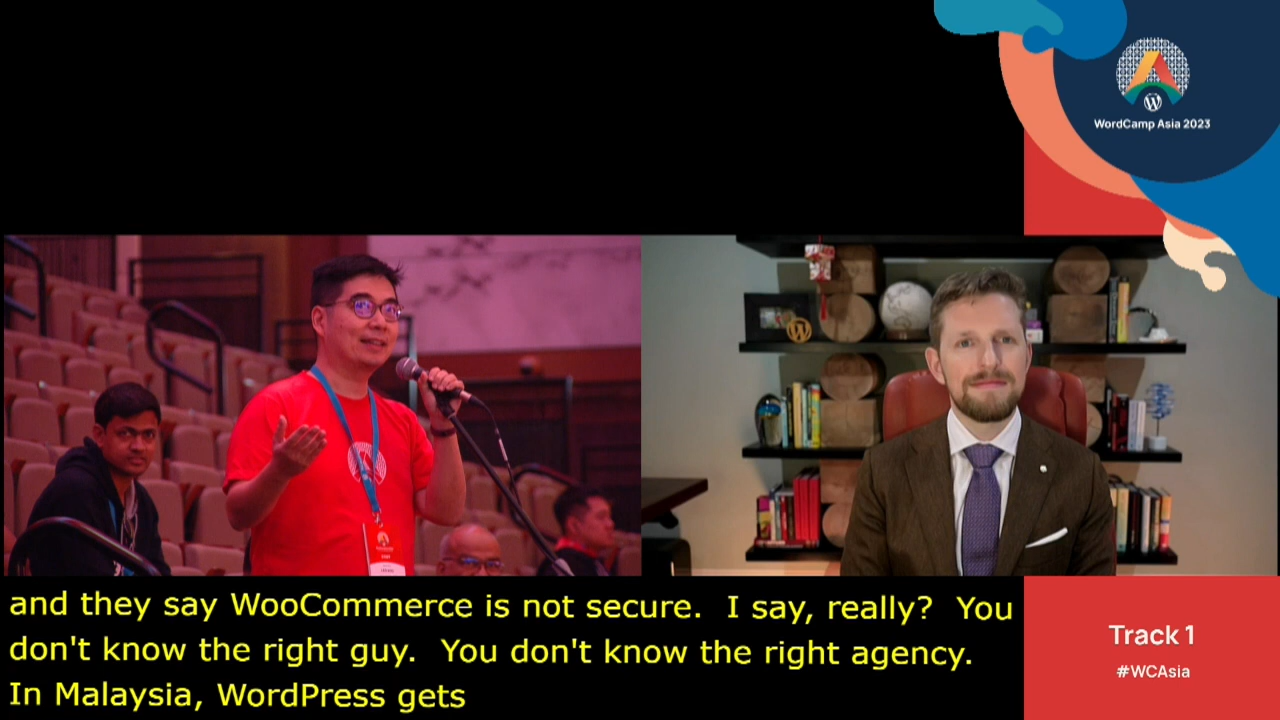 WordCamp Asia 2023
and they say WooCommerce is not secure.  I say, really?  You
don't know the right guy.  You don't know the right agency.
In Malaysia, WordPress gets
Track 1
#WCAsia